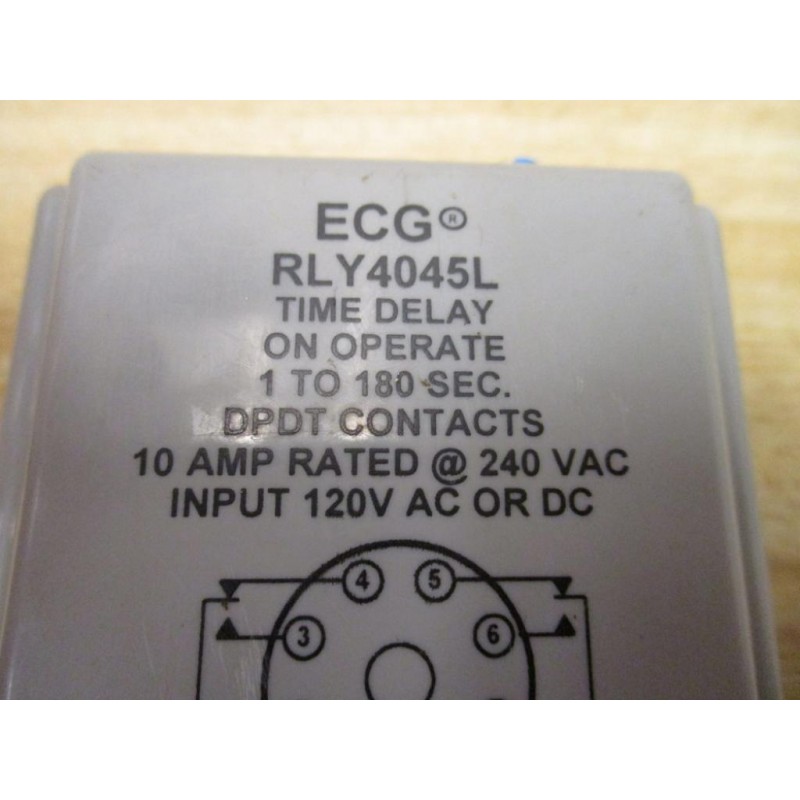 ECG®
RLY4045L
TIME DELAY
ON OPERATE
1 TO 180 SEC.
DPDT CONTACTS
10 AMP RATED @ 240 VAC
INPUT 120V AC OR DC
4 5
3 6